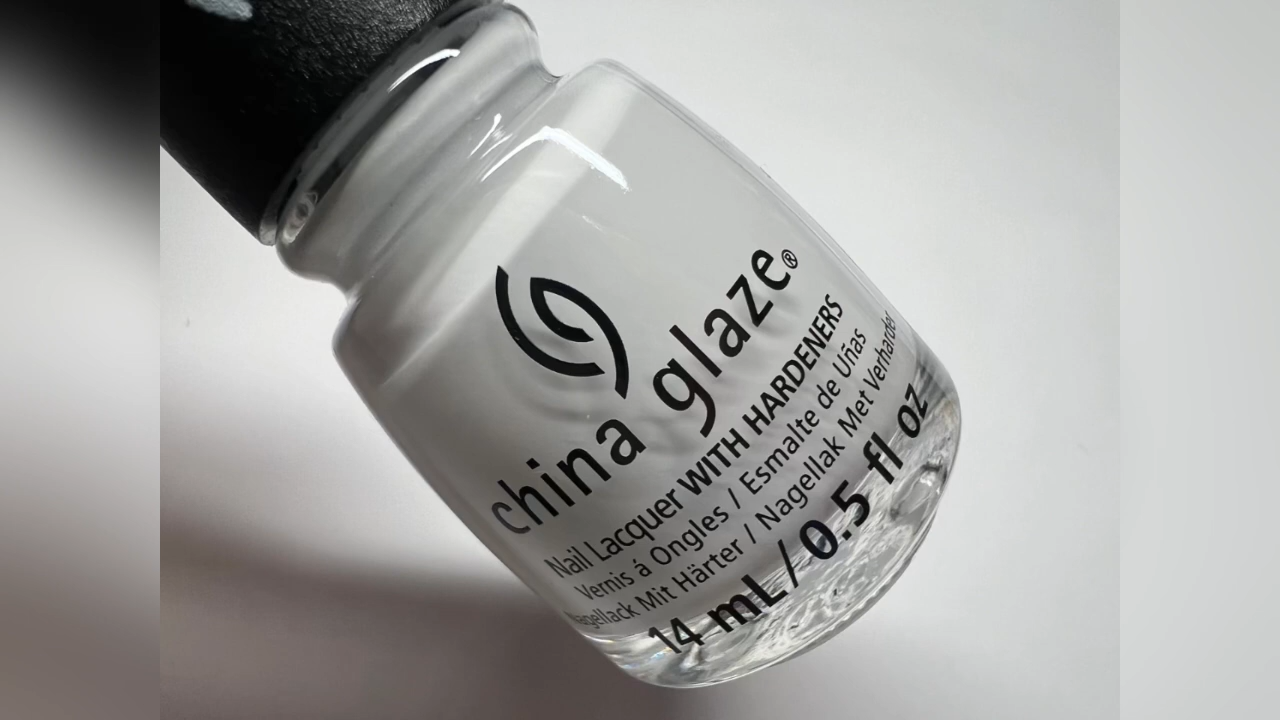 china glaze®
Nail Lacquer WITH HARDENERS
Vernis á Ongles / Esmalte de Uñas
Nagellack Mit Härter / Nagellak Met Verharder
14 mL / 0.5 fl oz